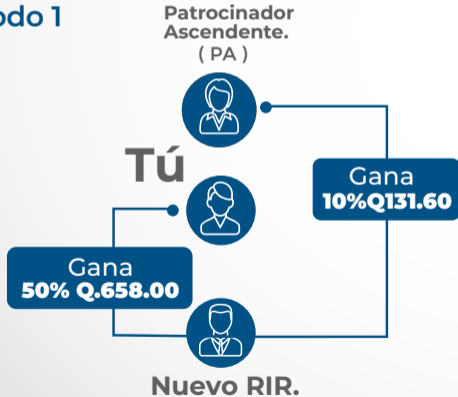 odo 1
Patrocinador
Ascendente.
( PA )
Tú
Gana
10%Q131.60
Gana
50% Q.658.00
Nuevo RIR.